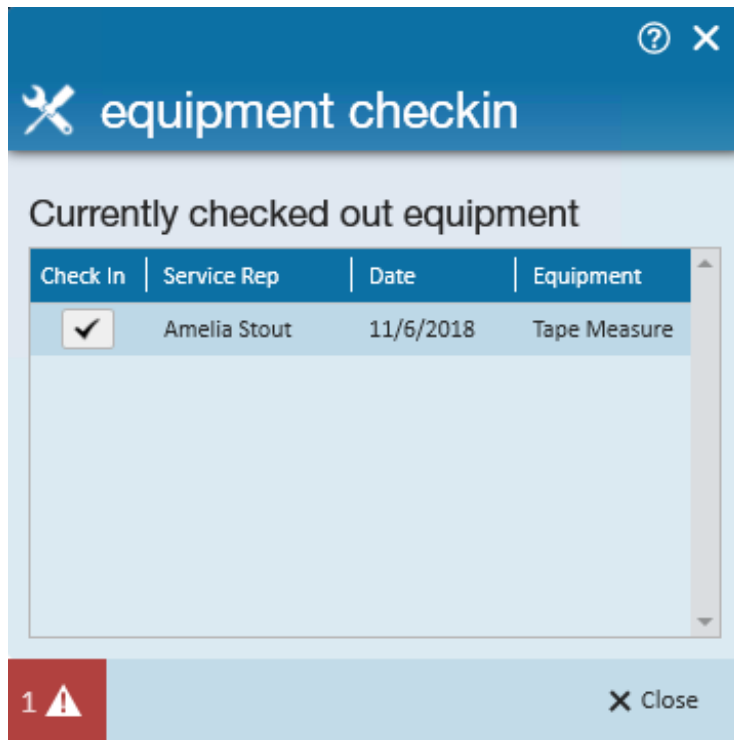 equipment checkin
Currently checked out equipment
Check In Service Rep Date Equipment
Amelia Stout 11/6/2018 Tape Measure
1 Close